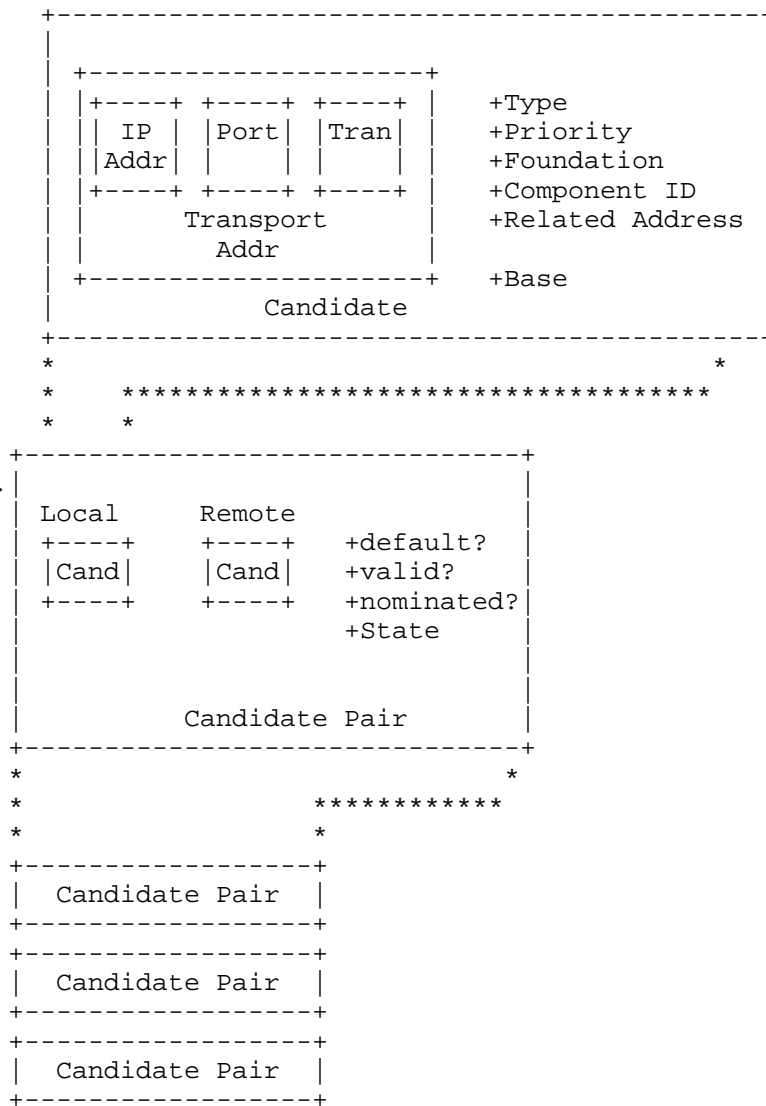 +Type
IP Port Tran +Priority
Addr +Foundation
+Component ID
Transport +Related Address
Addr
+Base
Candidate
Local Remote
+default?
Cand Cand +valid?
+nominated?
+State
Candidate Pair
Candidate Pair
Candidate Pair
Candidate Pair